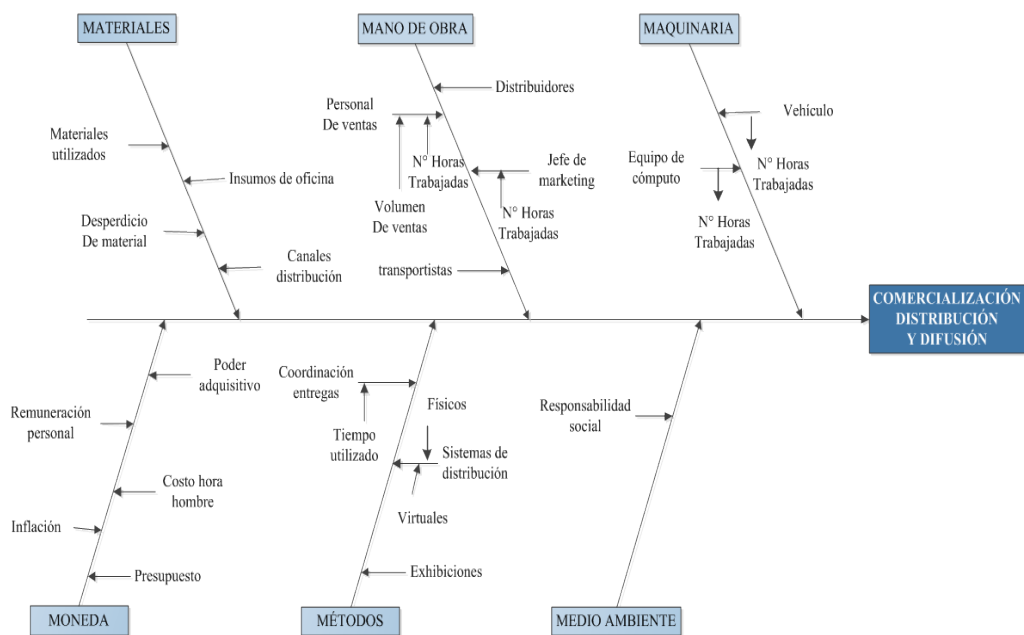 MATERIALES
MANO DE OBRA
MAQUINARIA
Distribuidores
Personal
De ventas
Vehículo
Materiales
utilizados
N° Horas
Trabajadas
Jefe de
marketing
Equipo de
cómputo
N° Horas
Trabajadas
Insumos de oficina
Volumen
De ventas
N° Horas
Trabajadas
N° Horas
Trabajadas
Desperdicio
De material
Canales
distribución
transportistas
COMERCIALIZACIÓN
DISTRIBUCIÓN
Y DIFUSIÓN
Poder
adquisitivo
Coordinación
entregas
Remuneración
personal
Físicos
Responsabilidad
social
Tiempo
utilizado
Sistemas de
distribución
Costo hora
hombre
Virtuales
Inflación
Presupuesto
Exhibiciones
MONEDA
MÉTODOS
MEDIO AMBIENTE